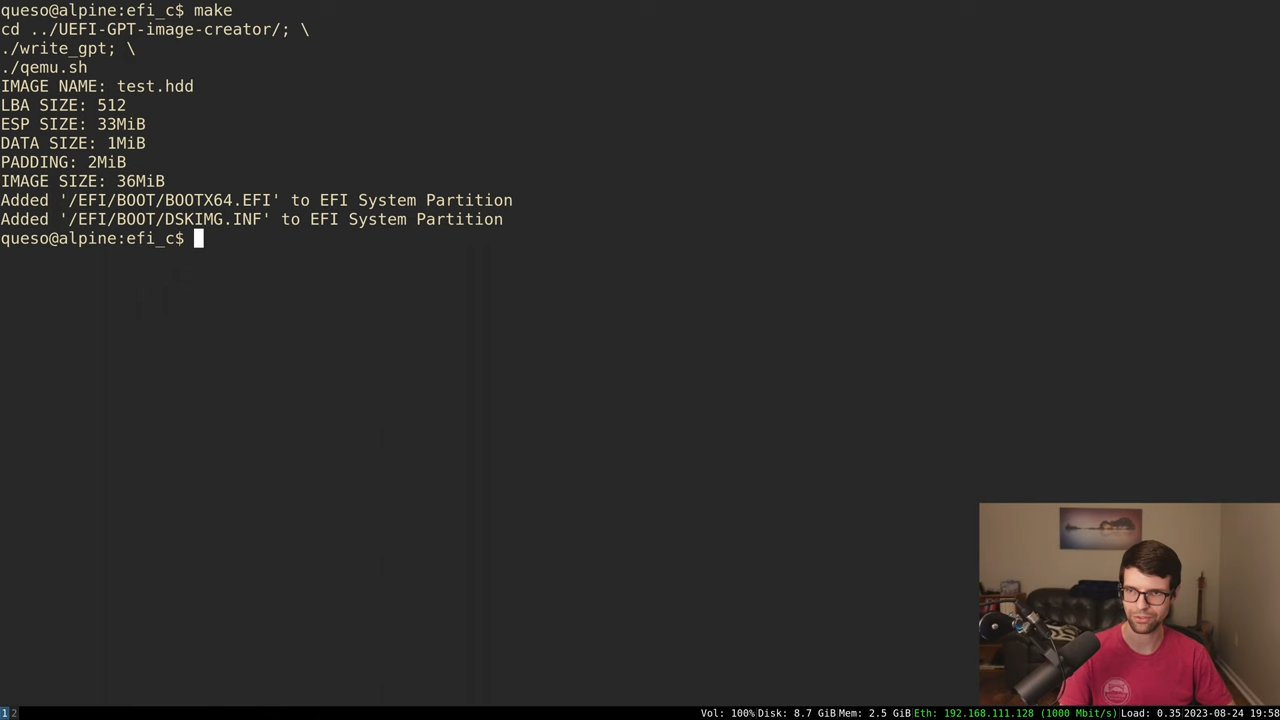 queso@alpine:efi_c$ make
cd ../UEFI-GPT-image-creator/; \
./write_gpt; \
./qemu.sh
IMAGE NAME: test.hdd
LBA SIZE: 512
ESP SIZE: 33MiB
DATA SIZE: 1MiB
PADDING: 2MiB
IMAGE SIZE: 36MiB
Added '/EFI/BOOT/BOOTX64.EFI' to EFI System Partition
Added '/EFI/BOOT/DSKIMG.INF' to EFI System Partition
queso@alpine:efi_c$
1 2 Vol: 100% Disk: 8.7 GiB Mem: 2.5 GiB Eth: 192.168.111.128 (1000 Mbit/s) Load: 0.35 2023-08-24 19:58